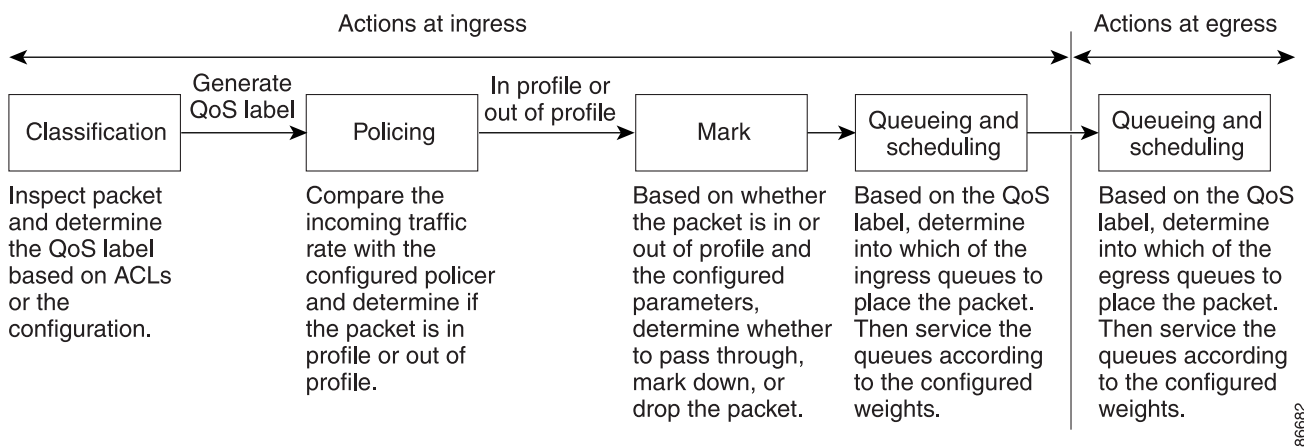 Actions at ingress
Actions at egress
Generate
QoS label
In profile or
out of profile
Classification
Policing
Mark
Queueing and
scheduling
Queueing and
scheduling
Inspect packet
and determine
the QoS label
based on ACLs
or the
configuration.
Compare the
incoming traffic
rate with the
configured policer
and determine if
the packet is in
profile or out of
profile.
Based on whether
the packet is in or
out of profile and
the configured
parameters,
determine whether
to pass through,
mark down, or
drop the packet.
Based on the QoS
label, determine
into which of the
ingress queues to
place the packet.
Then service the
queues according
to the configured
weights.
Based on the QoS
label, determine
into which of the
egress queues to
place the packet.
Then service the
queues according
to the configured
weights.
86682